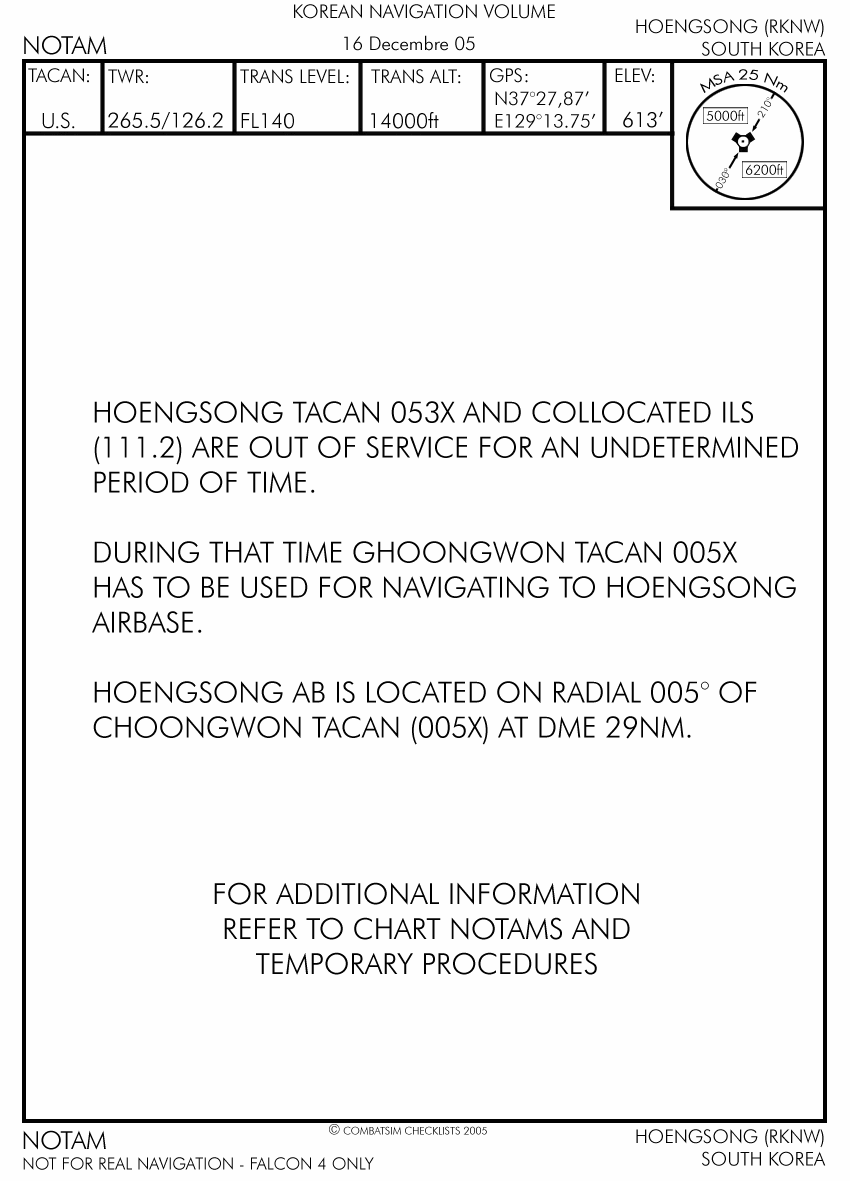 KOREAN NAVIGATION VOLUME
NOTAM
16 Decembre 05
HOENGSONG (RKNW)
SOUTH KOREA
TACAN:
U.S.
TWR:
265.5/126.2
TRANS LEVEL:
FL140
TRANS ALT:
14000ft
GPS:
N37°27,87'
E129°13.75'
ELEV:
613'
MSA 25 Nm
5000ft
210°
030°
6200ft
HOENGSONG TACAN 053X AND COLLOCATED ILS
(111.2) ARE OUT OF SERVICE FOR AN UNDETERMINED
PERIOD OF TIME.
DURING THAT TIME GHOONGWON TACAN 005X
HAS TO BE USED FOR NAVIGATING TO HOENGSONG
AIRBASE.
HOENGSONG AB IS LOCATED ON RADIAL 005° OF
CHOONGWON TACAN (005X) AT DME 29NM.
FOR ADDITIONAL INFORMATION
REFER TO CHART NOTAMS AND
TEMPORARY PROCEDURES
© COMBATSIM CHECKLISTS 2005
NOTAM
NOT FOR REAL NAVIGATION - FALCON 4 ONLY
HOENGSONG (RKNW)
SOUTH KOREA